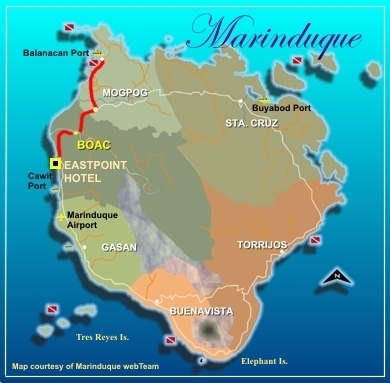 Marinduque
Balanacan Port
MOGPOG
Buyabod Port
STA. CRUZ
BOAC
EASTPOINT
HOTEL
Cawit
Port
Marinduque
Airport
GASAN
TORRIJOS
N
BUENAVISTA
Tres Reyes Is.
Elephant Is.
Map courtesy of Marinduque webTeam